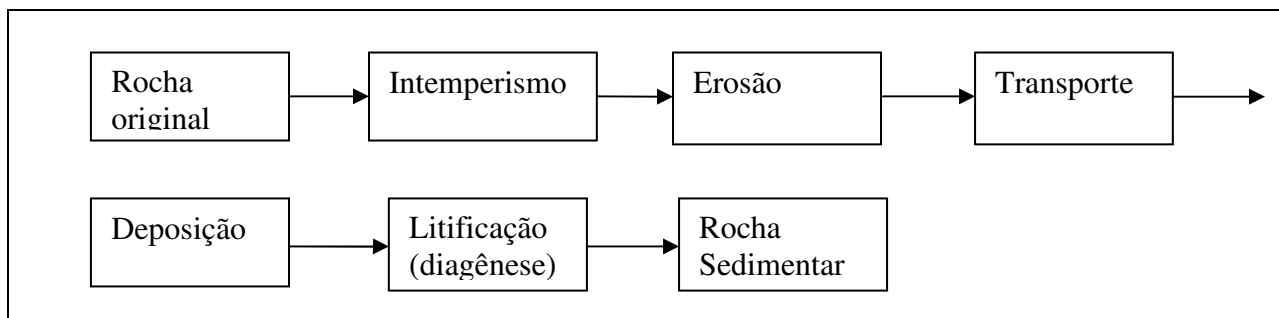 Rocha
original
Intemperismo
Erosão
Transporte
Deposição
Litificação
(diagênese)
Rocha
Sedimentar